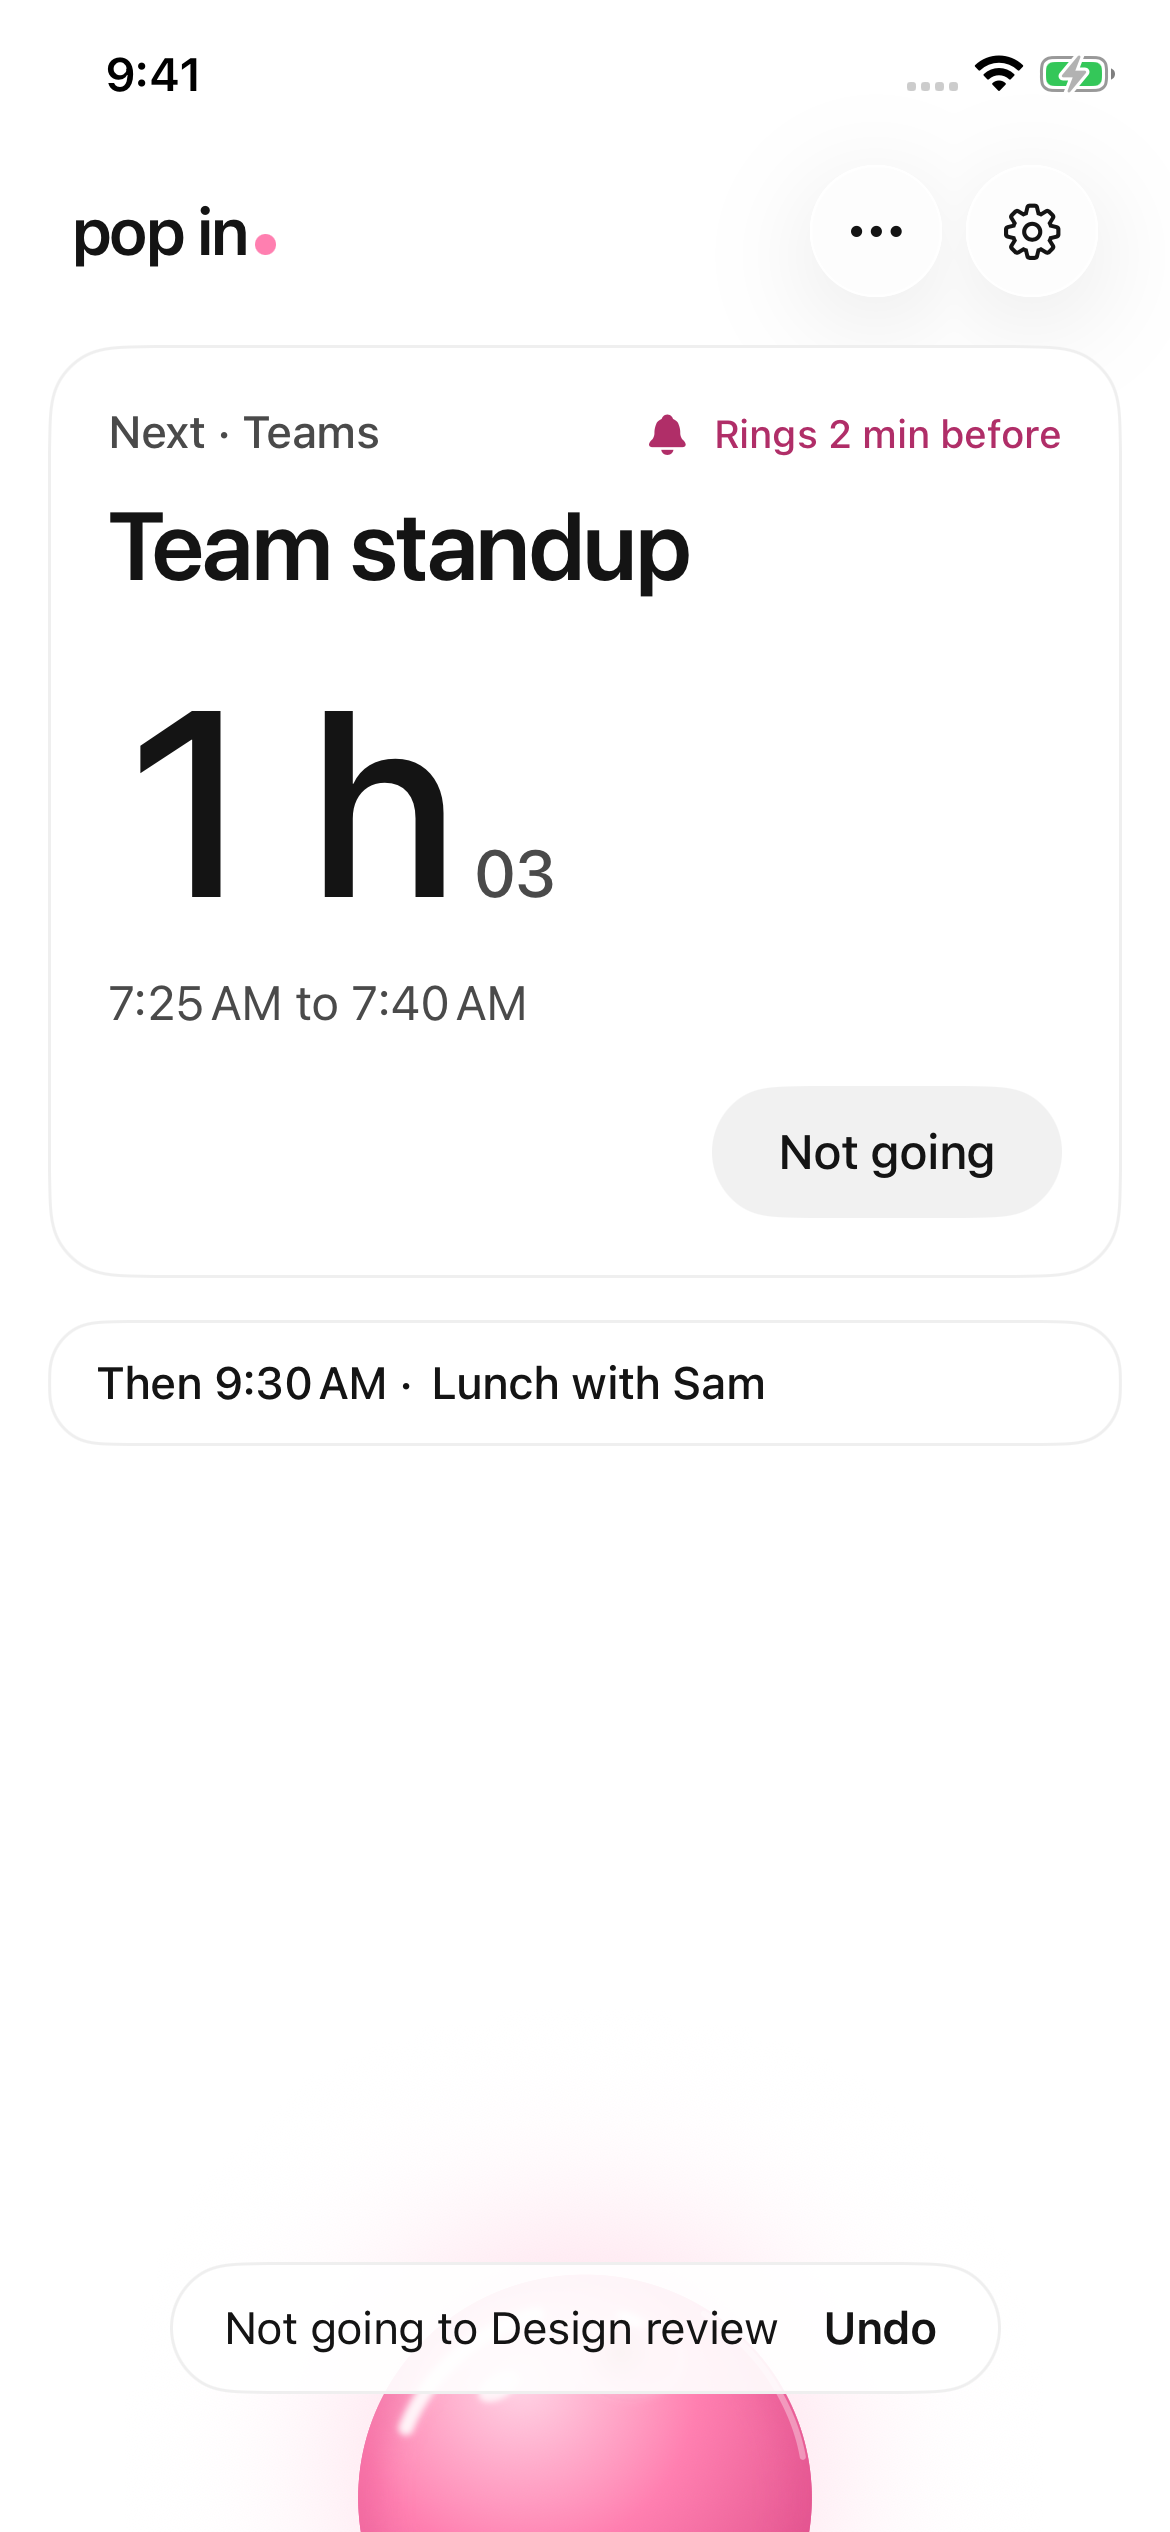 9:41
pop in
Next · Teams
Rings 2 min before
Team standup
1 h 03
7:25 AM to 7:40 AM
Not going
Then 9:30 AM · Lunch with Sam
Not going to Design review Undo